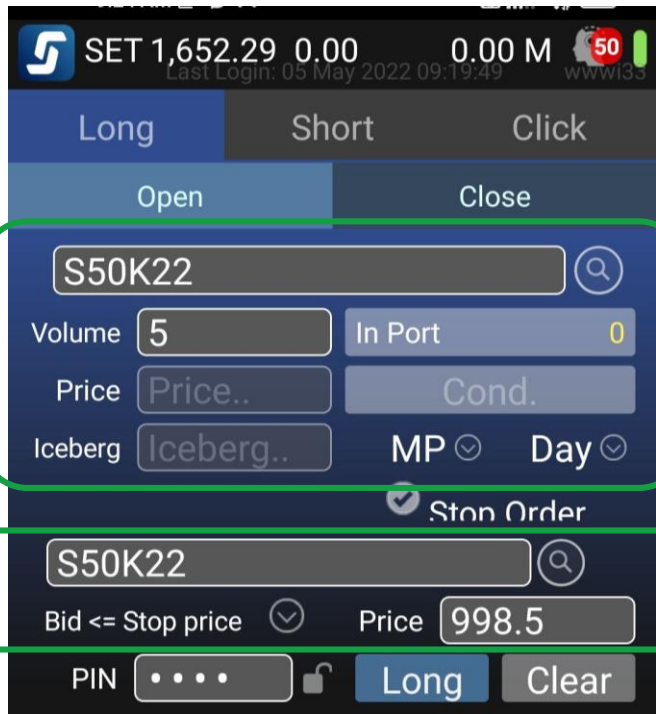 SET 1,652.29 0.00 0.00 M 50
Last Login: 05 May 2022 09:19:49 wwwi33
Long Short Click
Open Close
S50K22
Volume 5 In Port 0
Price Price.. Cond.
Iceberg Iceberg.. MP Day
Stop Order
S50K22
Bid <= Stop price Price 998.5
PIN •••• Long Clear